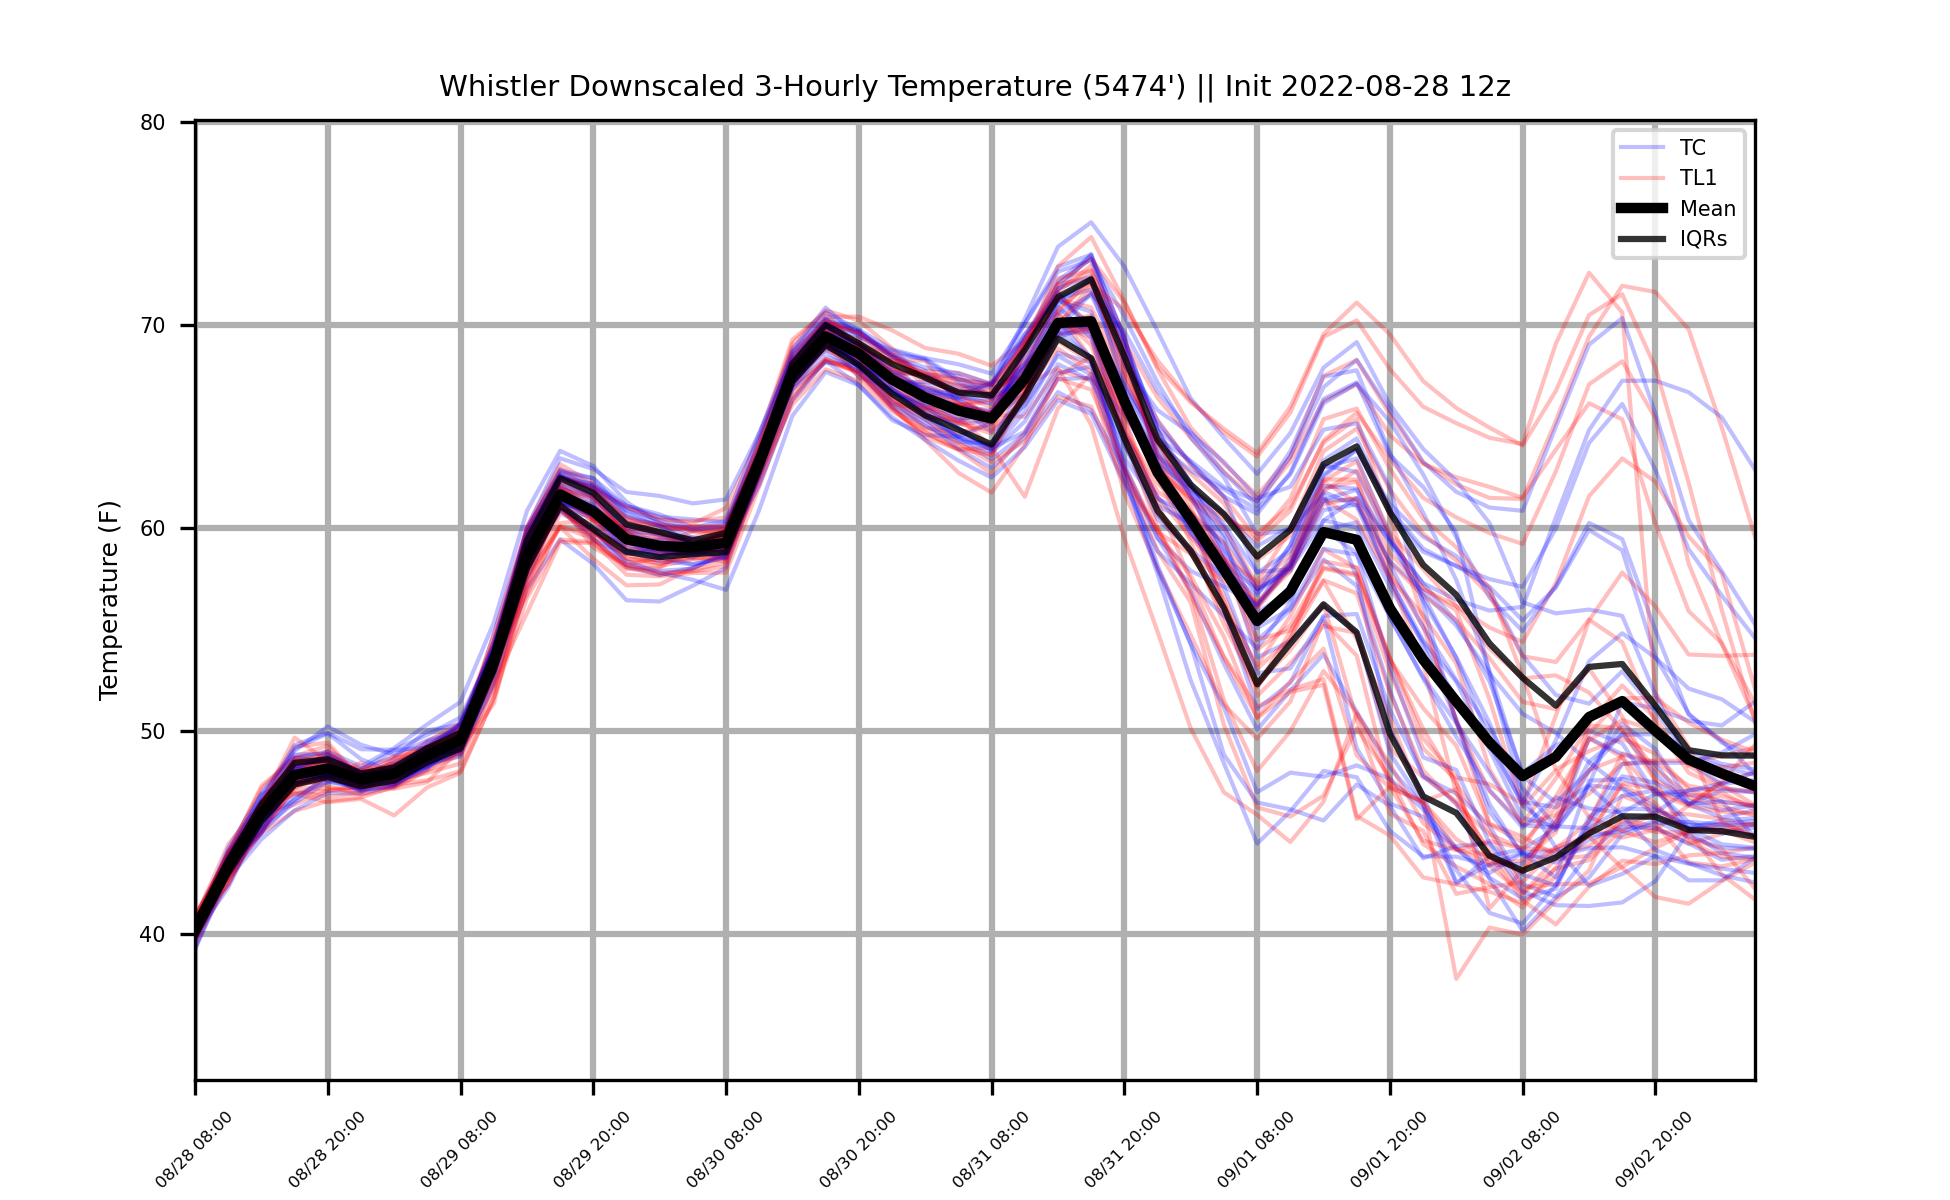 Whistler Downscaled 3-Hourly Temperature (5474') || Init 2022-08-28 12z
TC
TL1
Mean
IQRs
Temperature (F)
80
70
60
50
40
08/28 08:00
08/28 20:00
08/29 08:00
08/29 20:00
08/30 08:00
08/30 20:00
08/31 08:00
08/31 20:00
09/01 08:00
09/01 20:00
09/02 08:00
09/02 20:00